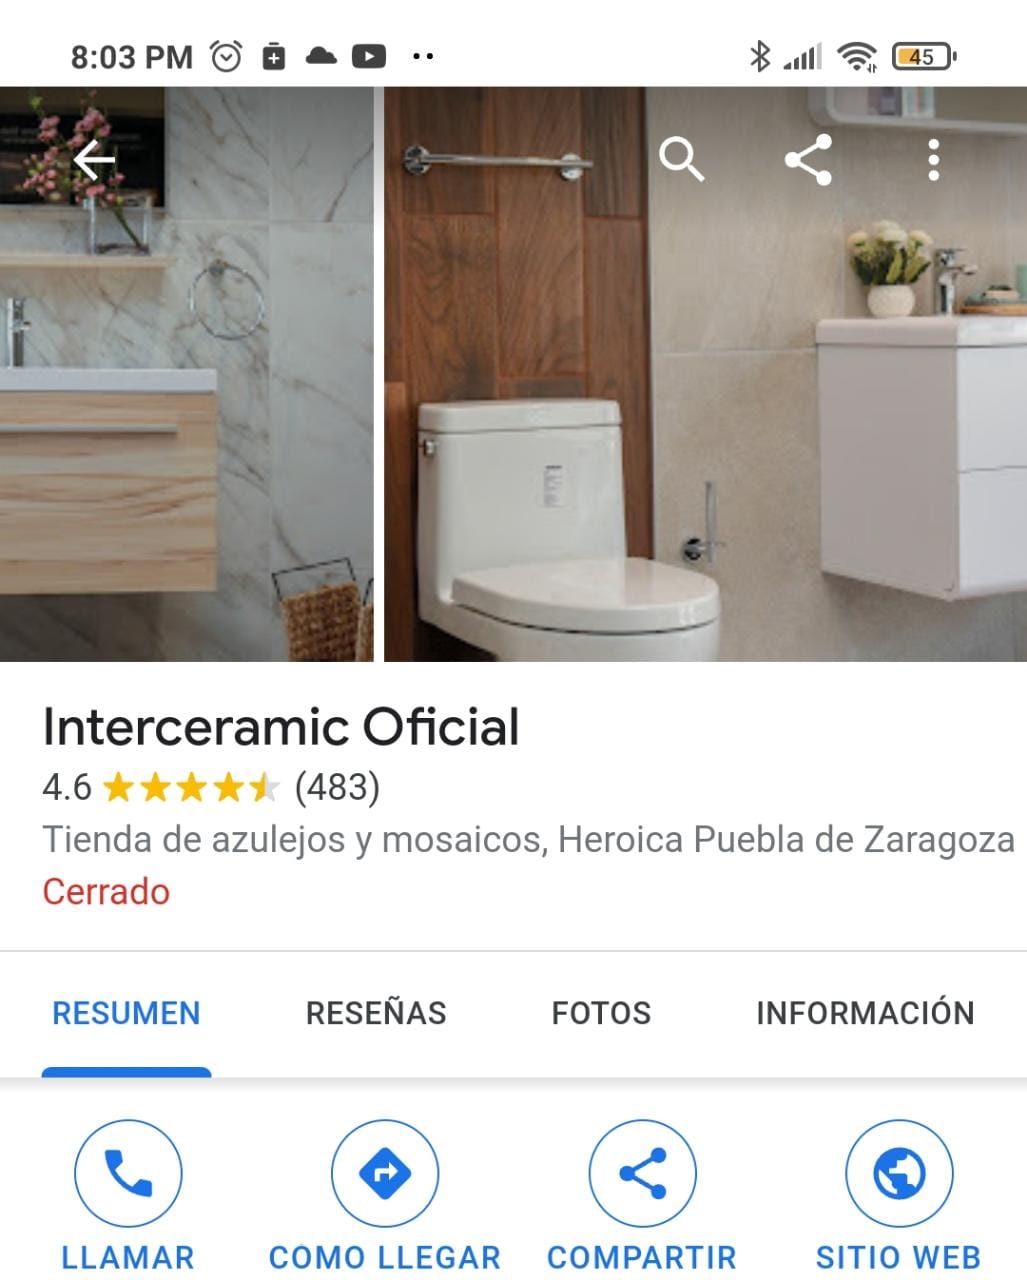 8:03 PM
45
Interceramic Oficial
4.6 (483)
Tienda de azulejos y mosaicos, Heroica Puebla de Zaragoza
Cerrado
RESUMEN RESEÑAS FOTOS INFORMACIÓN
LLAMAR CÓMO LLEGAR COMPARTIR SITIO WEB